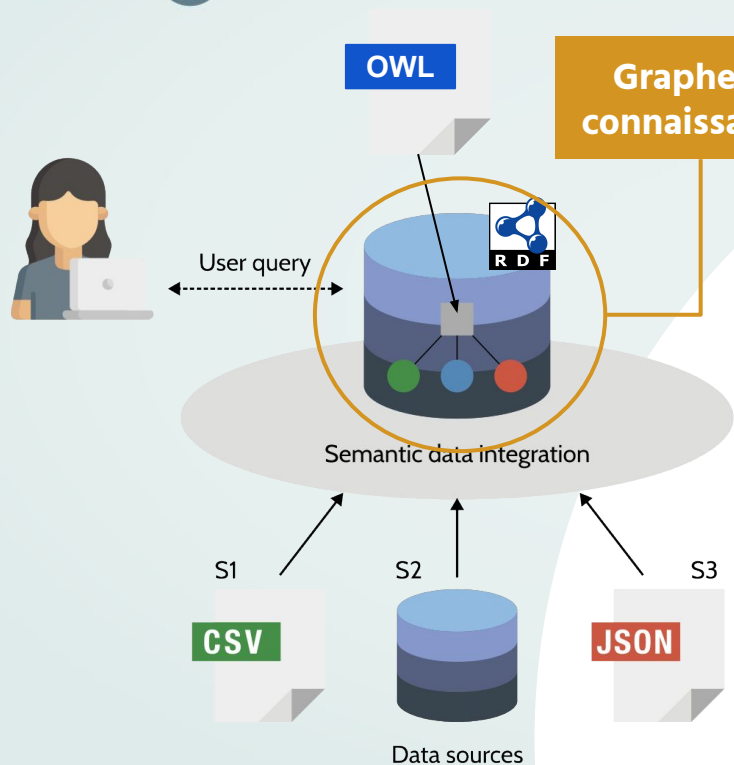 OWL
Graphe
connaissa
R D F
User query
Semantic data integration
S1
S2
S3
CSV
JSON
Data sources